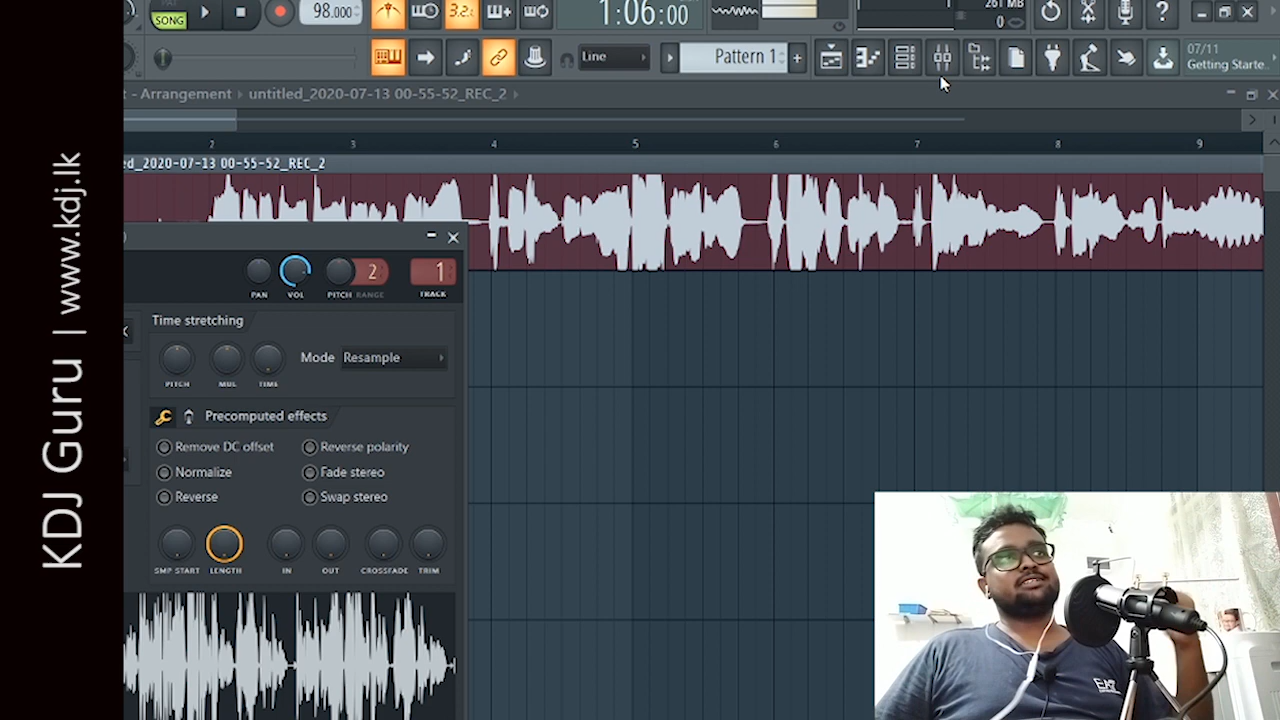 KDJ Guru | www.kdj.lk
SONG
98.000
3.2.
1:06:00
261 MB
0
Line
Pattern 1
07/11
Getting Starte..
t - Arrangement
untitled_2020-07-13 00-55-52_REC_2
2 3 4 5 6 7 8 9
ed_2020-07-13 00-55-52_REC_2
2
1
PAN VOL PITCH RANGE TRACK
Time stretching
Mode Resample
PITCH MUL TIME
Precomputed effects
Remove DC offset Reverse polarity
Normalize Fade stereo
Reverse Swap stereo
SMP START LENGTH IN OUT CROSSFADE TRIM